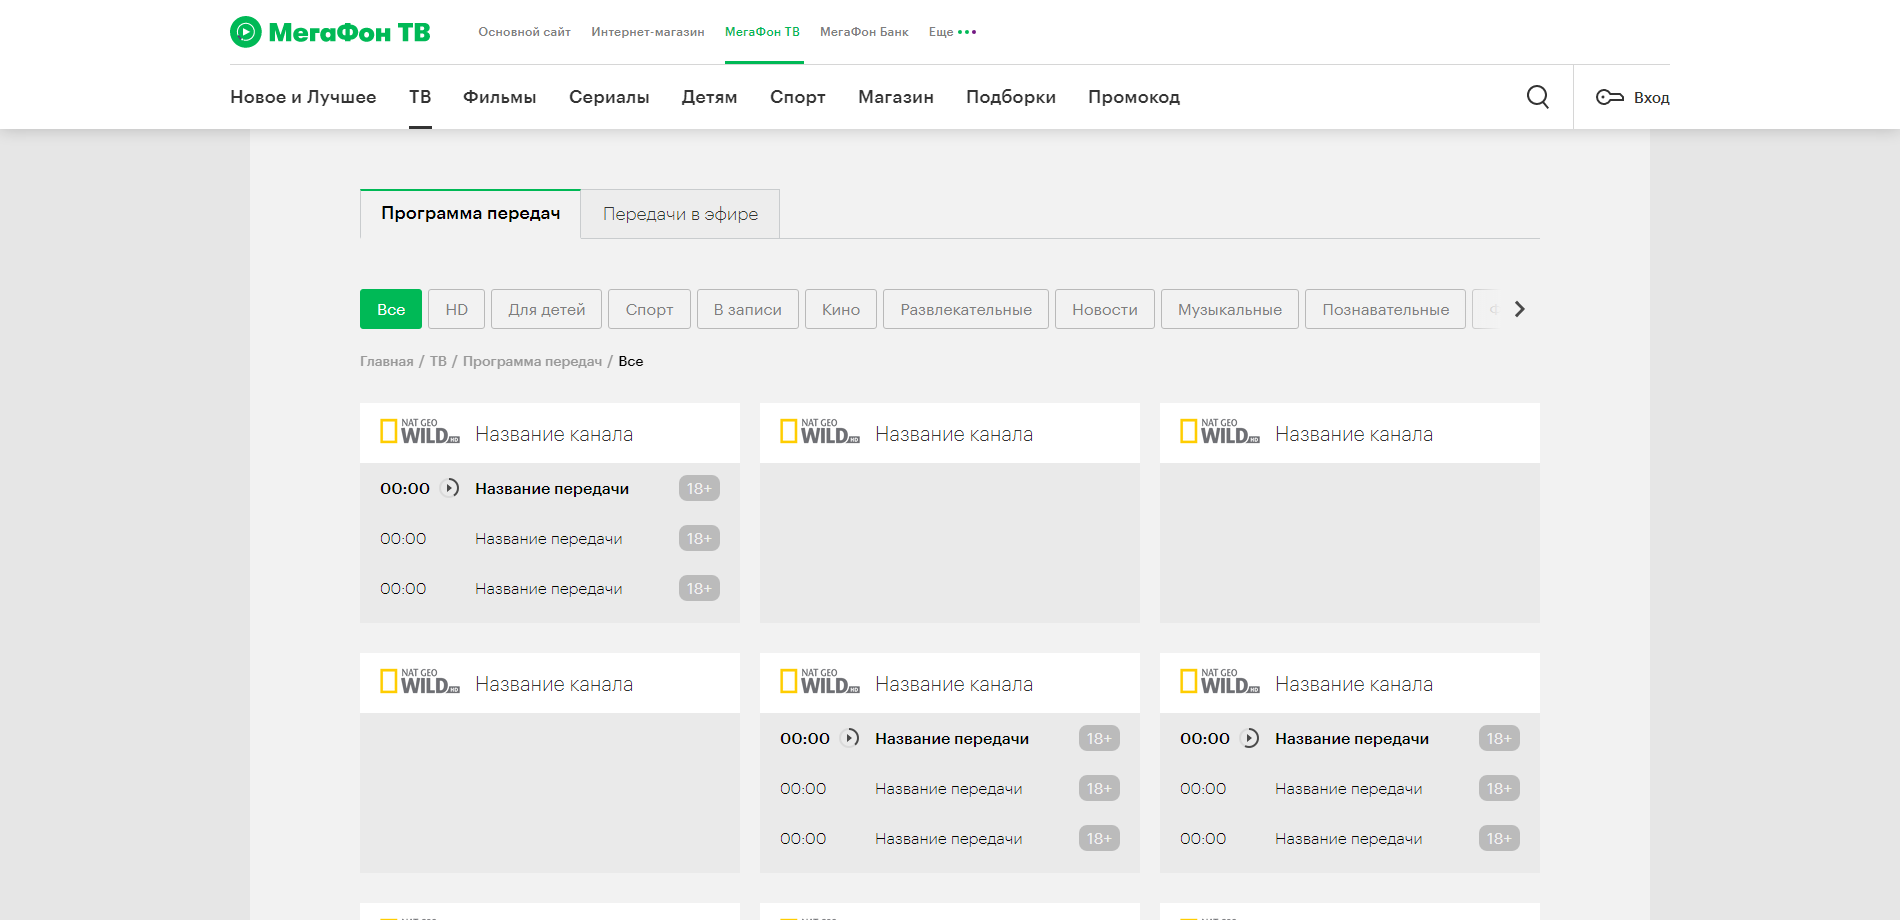 МегаФон ТВ
Основной сайт Интернет-магазин МегаФон ТВ МегаФон Банк Еще
Новое и Лучшее ТВ Фильмы Сериалы Детям Спорт Магазин Подборки Промокод Вход
Программа передач Передачи в эфире
Все HD Для детей Спорт В записи Кино Развлекательные Новости Музыкальные Познавательные
Главная / ТВ / Программа передач / Все
NAT GEO WILD HD Название канала
00:00 Название передачи 18+
00:00 Название передачи 18+
00:00 Название передачи 18+
NAT GEO WILD HD Название канала
NAT GEO WILD HD Название канала
NAT GEO WILD HD Название канала
NAT GEO WILD HD Название канала
00:00 Название передачи 18+
00:00 Название передачи 18+
00:00 Название передачи 18+
NAT GEO WILD HD Название канала
00:00 Название передачи 18+
00:00 Название передачи 18+
00:00 Название передачи 18+